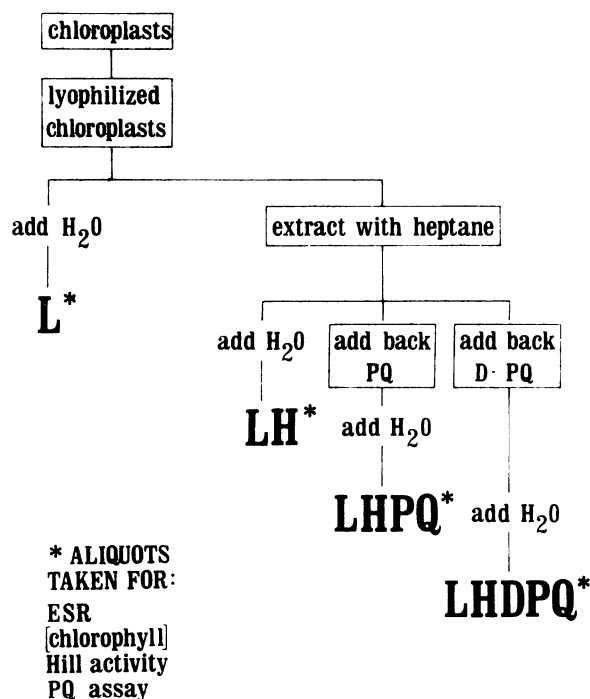 chloroplasts
lyophilized
chloroplasts
add H₂O
extract with heptane
L*
add H₂O
add back
PQ
add back
D- PQ
LH*
add H₂O
LHPQ*
add H₂O
LHDPQ*
* ALIQUOTS
TAKEN FOR:
ESR
[chlorophyll]
Hill activity
PQ assay